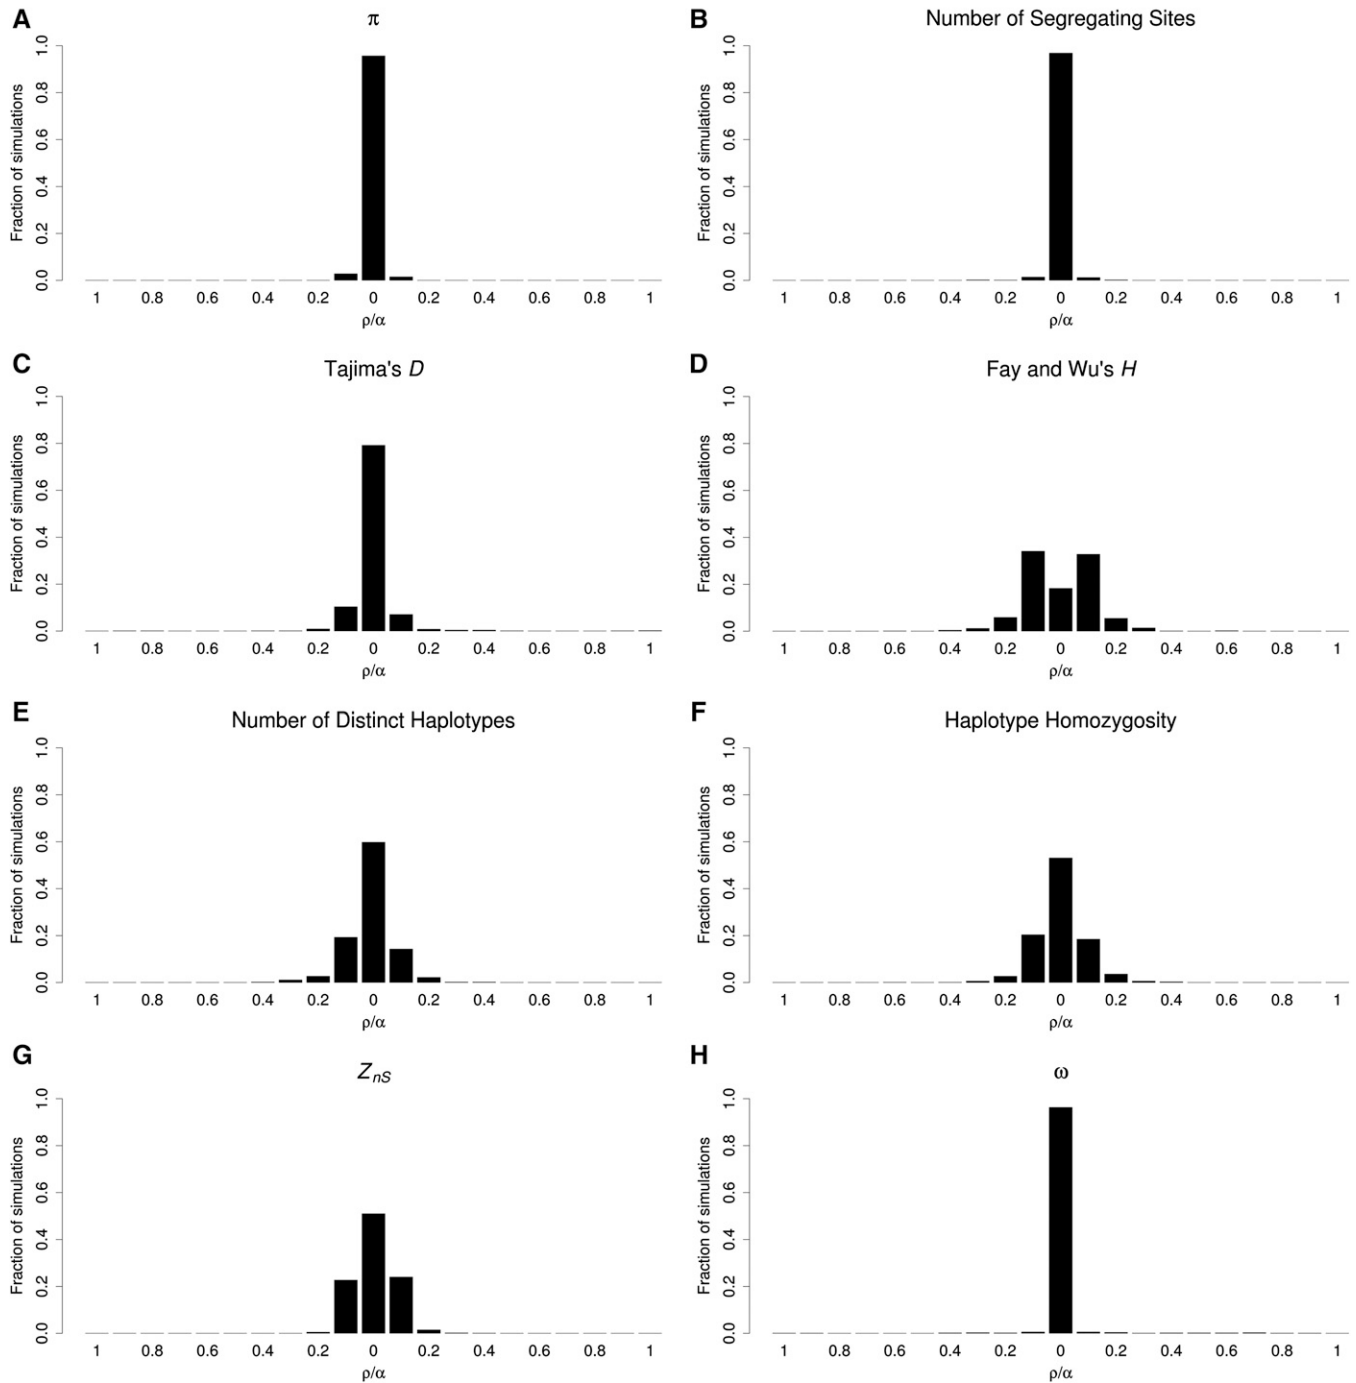 A
π
Fraction of simulations
0.0 0.2 0.4 0.6 0.8 1.0
1 0.8 0.6 0.4 0.2 0 0.2 0.4 0.6 0.8 1
ρ/α
B
Number of Segregating Sites
Fraction of simulations
0.0 0.2 0.4 0.6 0.8 1.0
1 0.8 0.6 0.4 0.2 0 0.2 0.4 0.6 0.8 1
ρ/α
C
Tajima's D
Fraction of simulations
0.0 0.2 0.4 0.6 0.8 1.0
1 0.8 0.6 0.4 0.2 0 0.2 0.4 0.6 0.8 1
ρ/α
D
Fay and Wu's H
Fraction of simulations
0.0 0.2 0.4 0.6 0.8 1.0
1 0.8 0.6 0.4 0.2 0 0.2 0.4 0.6 0.8 1
ρ/α
E
Number of Distinct Haplotypes
Fraction of simulations
0.0 0.2 0.4 0.6 0.8 1.0
1 0.8 0.6 0.4 0.2 0 0.2 0.4 0.6 0.8 1
ρ/α
F
Haplotype Homozygosity
Fraction of simulations
0.0 0.2 0.4 0.6 0.8 1.0
1 0.8 0.6 0.4 0.2 0 0.2 0.4 0.6 0.8 1
ρ/α
G
ZnS
Fraction of simulations
0.0 0.2 0.4 0.6 0.8 1.0
1 0.8 0.6 0.4 0.2 0 0.2 0.4 0.6 0.8 1
ρ/α
H
ω
Fraction of simulations
0.0 0.2 0.4 0.6 0.8 1.0
1 0.8 0.6 0.4 0.2 0 0.2 0.4 0.6 0.8 1
ρ/α